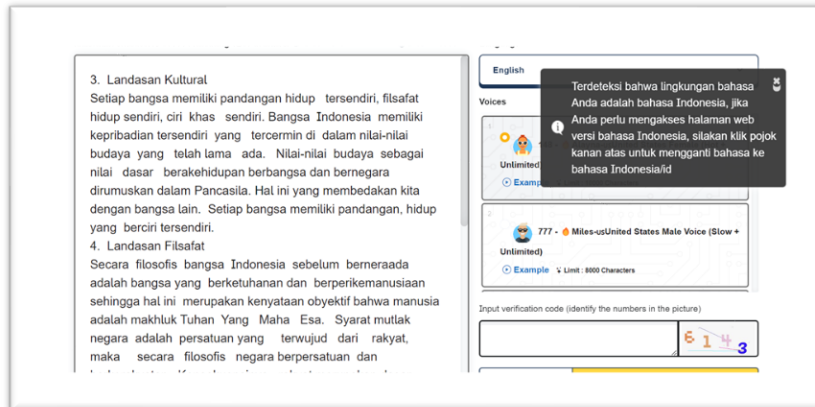 3. Landasan Kultural
Setiap bangsa memiliki pandangan hidup tersendiri, filsafat
hidup sendiri, ciri khas sendiri. Bangsa Indonesia memiliki
kepribadian tersendiri yang tercermin di dalam nilai-nilai
budaya yang telah lama ada. Nilai-nilai budaya sebagai
nilai dasar berakehidupan berbangsa dan bernegara
dirumuskan dalam Pancasila. Hal ini yang membedakan kita
dengan bangsa lain. Setiap bangsa memiliki pandangan, hidup
yang berciri tersendiri.
4. Landasan Filsafat
Secara filosofis bangsa Indonesia sebelum berneraada
adalah bangsa yang berketuhanan dan berperikemanusiaan
sehingga hal ini merupakan kenyataan obyektif bahwa manusia
adalah makhluk Tuhan Yang Maha Esa. Syarat mutlak
negara adalah persatuan yang terwujud dari rakyat,
maka secara filosofis negara berpersatuan dan
English
Voices
1
Unlimited)
Examp
Terdeteksi bahwa lingkungan bahasa
Anda adalah bahasa Indonesia, jika
Anda perlu mengakses halaman web
versi bahasa Indonesia, silakan klik pojok
kanan atas untuk mengganti bahasa ke
bahasa Indonesia/id
2
777 - Miles-usUnited States Male Voice (Slow +
Unlimited)
Example Limit : 8000 Characters
Input verification code (identify the numbers in the picture)
6 1 4 3